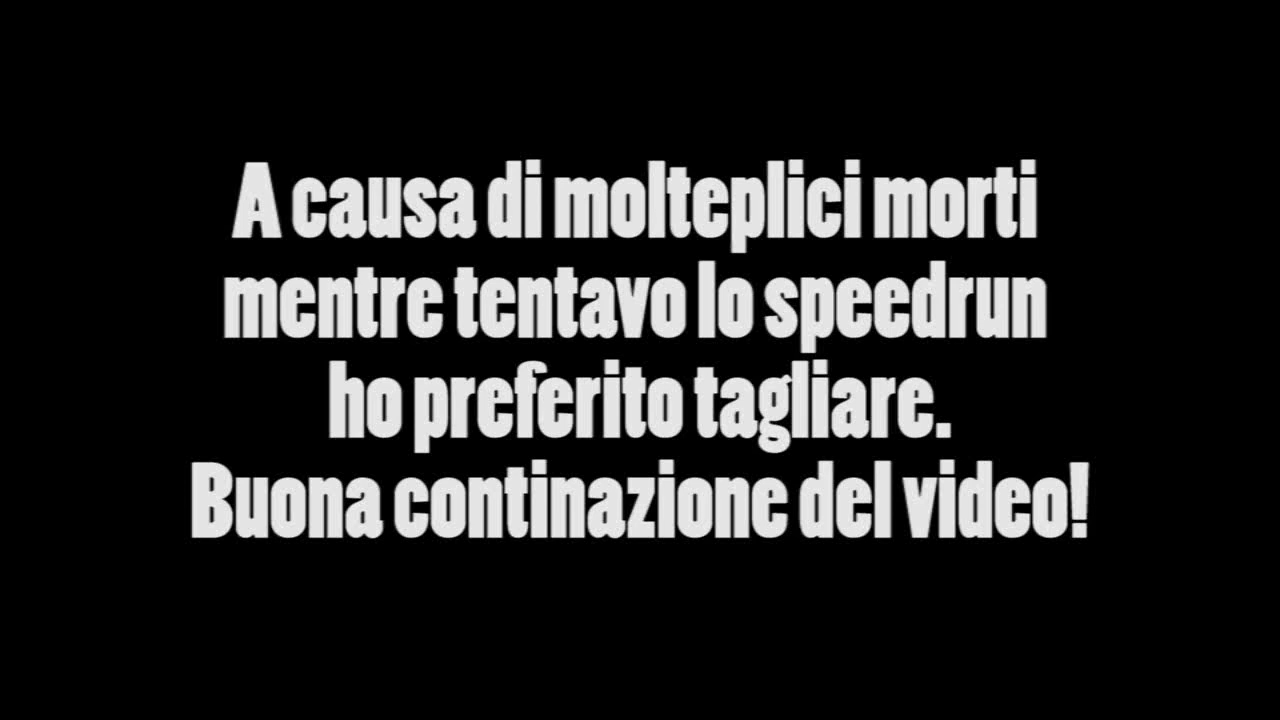 A causa di molteplici morti
mentre tentavo lo speedrun
ho preferito tagliare.
Buona continazione del video!